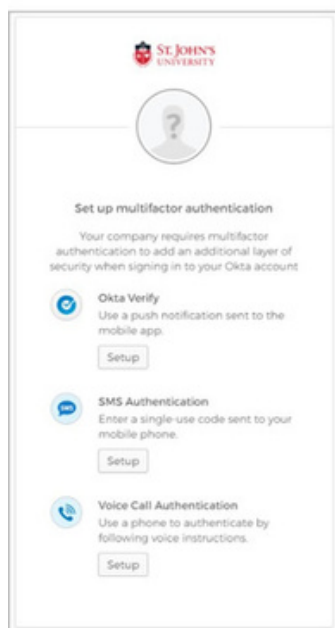 ST. JOHN'S
UNIVERSITY
?
Set up multifactor authentication
Your company requires multifactor
authentication to add an additional layer of
security when signing in to your Okta account
Okta Verify
Use a push notification sent to the
mobile app.
Setup
SMS
SMS Authentication
Enter a single-use code sent to your
mobile phone.
Setup
Voice Call Authentication
Use a phone to authenticate by
following voice instructions.
Setup